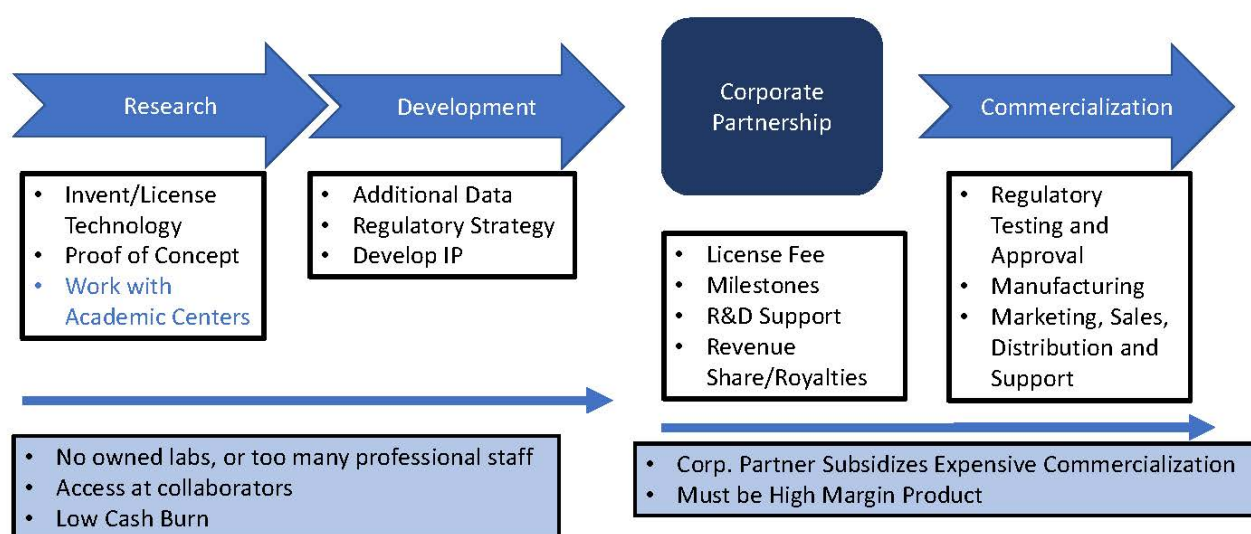 Research
Development
Corporate
Partnership
Commercialization
• Invent/License
Technology
• Proof of Concept
• Work with
Academic Centers
• Additional Data
• Regulatory Strategy
• Develop IP
• License Fee
• Milestones
• R&D Support
• Revenue
Share/Royalties
• Regulatory
Testing and
Approval
• Manufacturing
• Marketing, Sales,
Distribution and
Support
• No owned labs, or too many professional staff
• Access at collaborators
• Low Cash Burn
• Corp. Partner Subsidizes Expensive Commercialization
• Must be High Margin Product